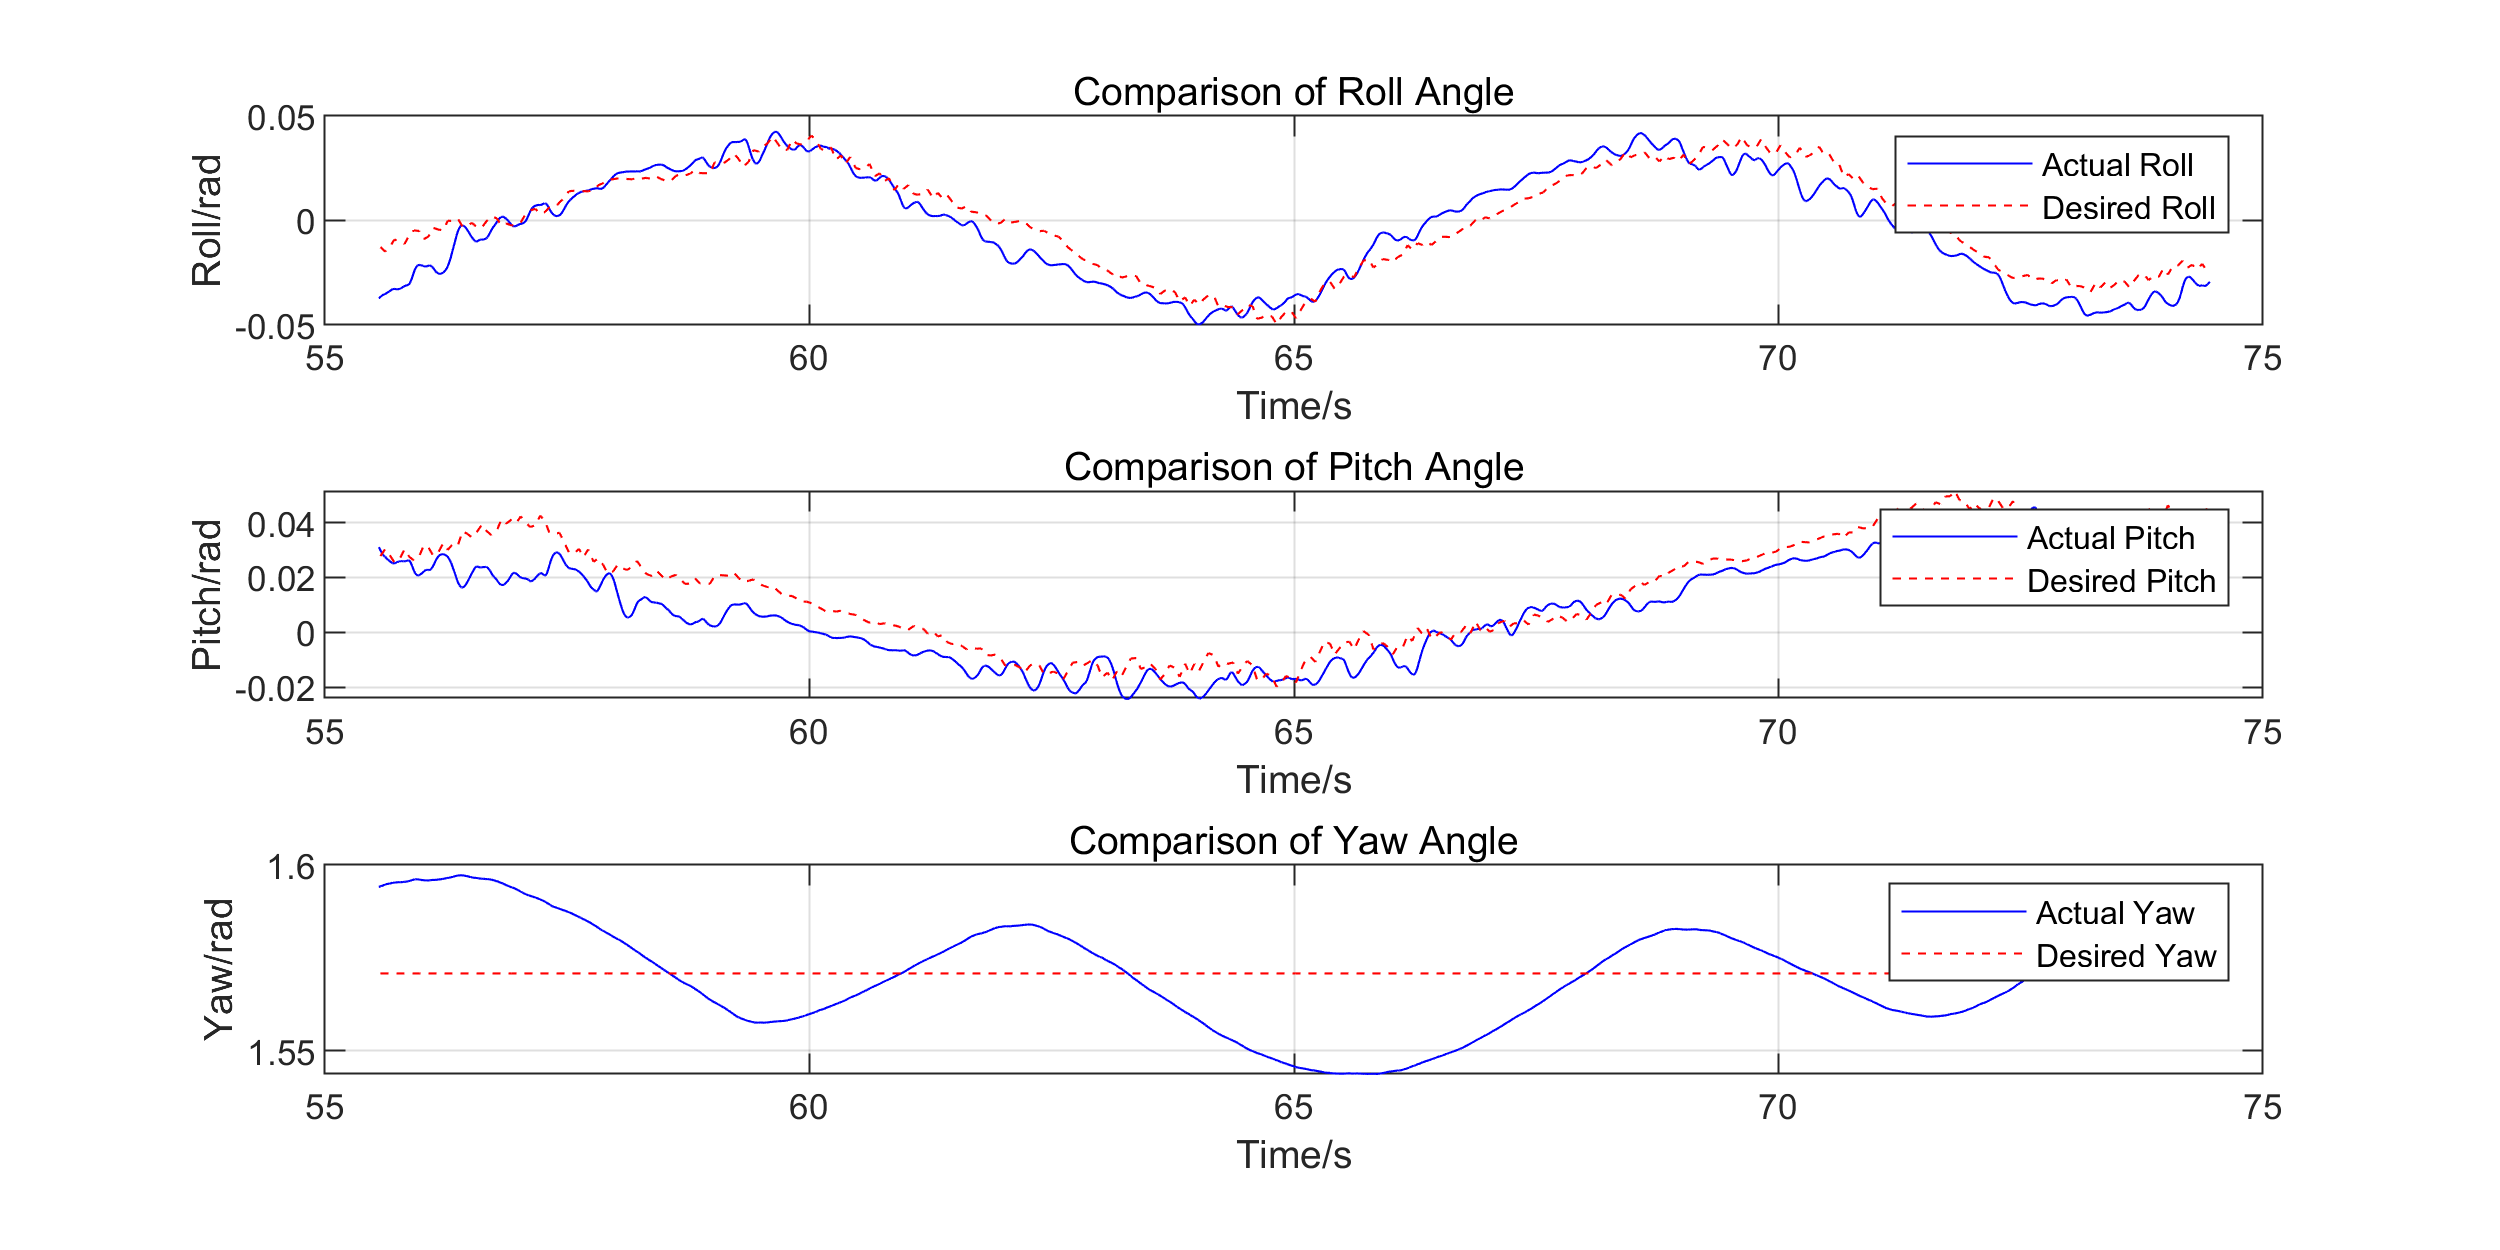 Comparison of Roll Angle
Roll/rad
0.05
0
-0.05
Actual Roll
Desired Roll
55 60 65 70 75
Time/s
Comparison of Pitch Angle
Pitch/rad
0.04
0.02
0
-0.02
Actual Pitch
Desired Pitch
55 60 65 70 75
Time/s
Comparison of Yaw Angle
Yaw/rad
1.6
1.55
Actual Yaw
Desired Yaw
55 60 65 70 75
Time/s